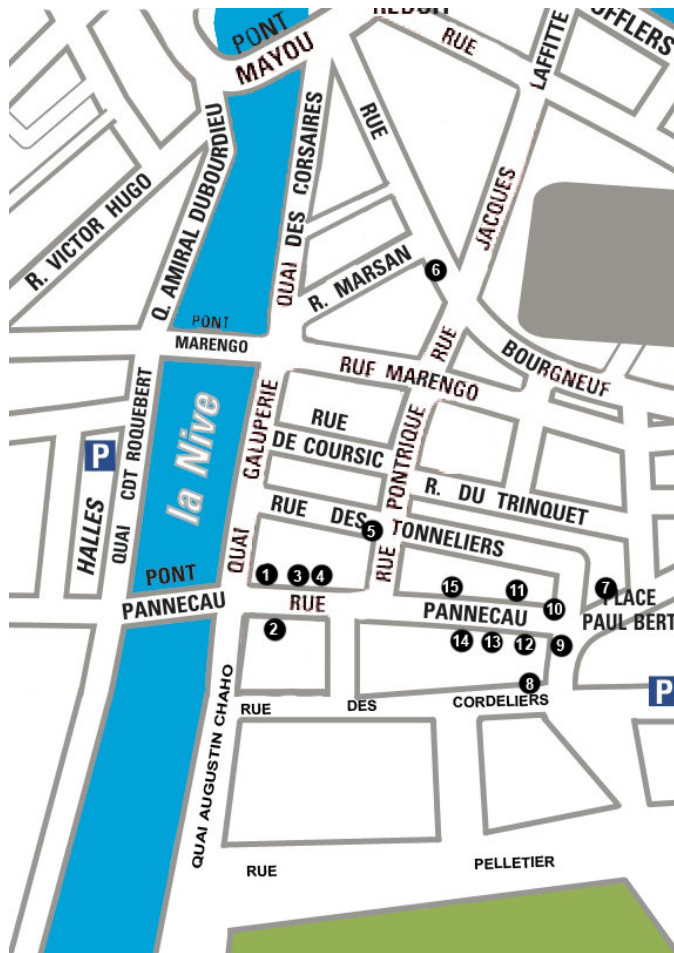 REDUIT
PONT
MAYOU
RUE
LAFFITTE
OFFLERS
RUE
JACQUES
R. VICTOR HUGO
Q. AMIRAL DUBOURDIEU
QUAI DES CORSAIRES
R. MARSAN
6
PONT
MARENGO
RUE MARENGO
RUE
BOURGNEUF
QUAI CDT ROQUEBERT
P
HALLES
la Nive
QUAI GALUPERIE
RUE
DE COURSIC
RUE PONTRIQUE
R. DU TRINQUET
RUE DES TONNELIERS
5
PONT
PANNECAU
1
3
4
RUE
PANNECAU
15
11
10
7
PLACE
PAUL BERT
2
14
13
12
9
8
P
RUE DES CORDELIERS
QUAI AUGUSTIN CHAHO
RUE PELLETIER